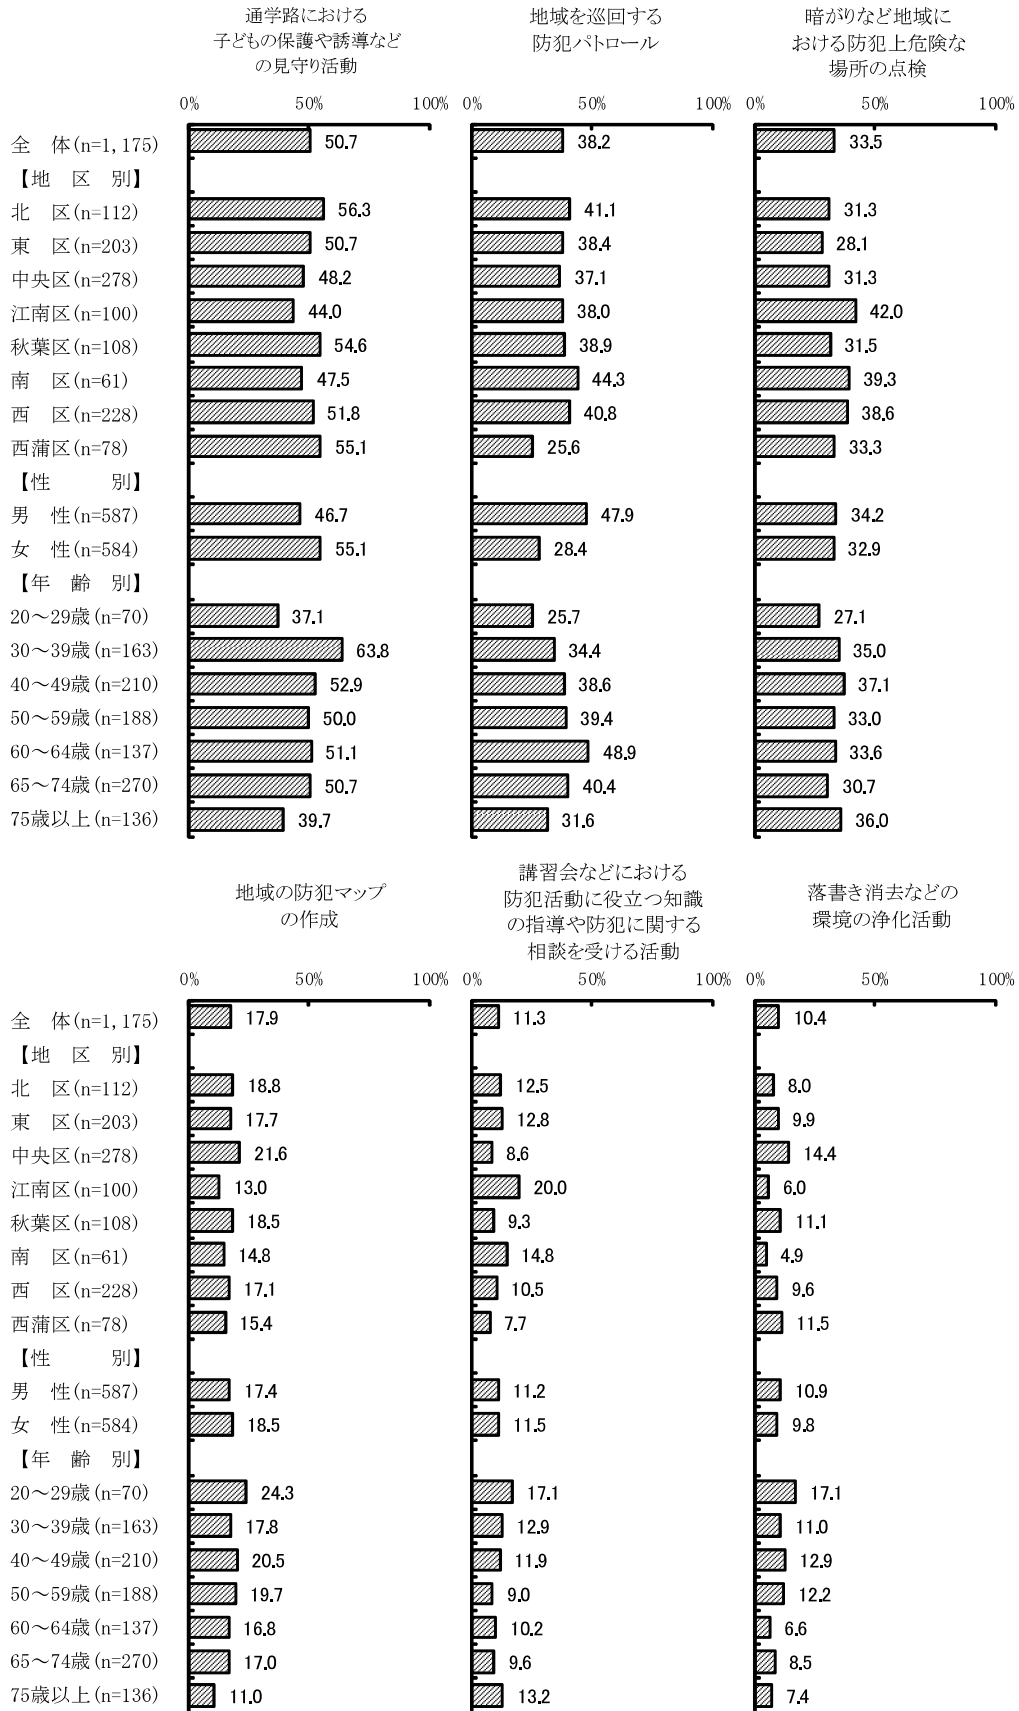 通学路における
子どもの保護や誘導など
の見守り活動
地域を巡回する
防犯パトロール
暗がりなど地域に
おける防犯上危険な
場所の点検
0% 50% 100% 0% 50% 100% 0% 50% 100%
全 体(n=1,175) 50.7 38.2 33.5
【地 区 別】
北 区(n=112) 56.3 41.1 31.3
東 区(n=203) 50.7 38.4 28.1
中央区(n=278) 48.2 37.1 31.3
江南区(n=100) 44.0 38.0 42.0
秋葉区(n=108) 54.6 38.9 31.5
南 区(n=61) 47.5 44.3 39.3
西 区(n=228) 51.8 40.8 38.6
西蒲区(n=78) 55.1 25.6 33.3
【性 別】
男 性(n=587) 46.7 47.9 34.2
女 性(n=584) 55.1 28.4 32.9
【年 齢 別】
20～29歳(n=70) 37.1 25.7 27.1
30～39歳(n=163) 63.8 34.4 35.0
40～49歳(n=210) 52.9 38.6 37.1
50～59歳(n=188) 50.0 39.4 33.0
60～64歳(n=137) 51.1 48.9 33.6
65～74歳(n=270) 50.7 40.4 30.7
75歳以上(n=136) 39.7 31.6 36.0
地域の防犯マップ
の作成
講習会などにおける
防犯活動に役立つ知識
の指導や防犯に関する
相談を受ける活動
落書き消去などの
環境の浄化活動
0% 50% 100% 0% 50% 100% 0% 50% 100%
全 体(n=1,175) 17.9 11.3 10.4
【地 区 別】
北 区(n=112) 18.8 12.5 8.0
東 区(n=203) 17.7 12.8 9.9
中央区(n=278) 21.6 8.6 14.4
江南区(n=100) 13.0 20.0 6.0
秋葉区(n=108) 18.5 9.3 11.1
南 区(n=61) 14.8 14.8 4.9
西 区(n=228) 17.1 10.5 9.6
西蒲区(n=78) 15.4 7.7 11.5
【性 別】
男 性(n=587) 17.4 11.2 10.9
女 性(n=584) 18.5 11.5 9.8
【年 齢 別】
20～29歳(n=70) 24.3 17.1 17.1
30～39歳(n=163) 17.8 12.9 11.0
40～49歳(n=210) 20.5 11.9 12.9
50～59歳(n=188) 19.7 9.0 12.2
60～64歳(n=137) 16.8 10.2 6.6
65～74歳(n=270) 17.0 9.6 8.5
75歳以上(n=136) 11.0 13.2 7.4